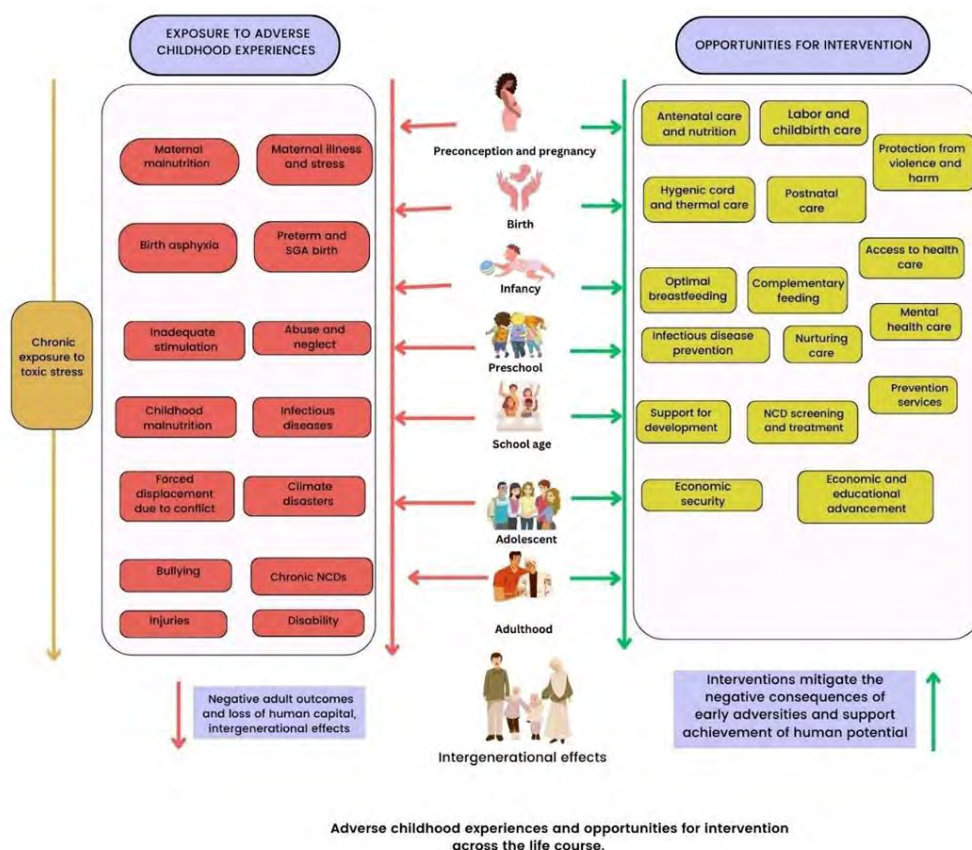 EXPOSURE TO ADVERSE
CHILDHOOD EXPERIENCES
Maternal
malnutrition
Maternal illness
and stress
Birth asphyxia
Preterm and
SGA birth
Chronic
exposure to
toxic stress
Inadequate
stimulation
Abuse and
neglect
Childhood
malnutrition
Infectious
diseases
Forced
displacement
due to conflict
Climate
disasters
Bullying
Chronic NCDs
Injuries
Disability
Negative adult outcomes
and loss of human capital,
intergenerational effects
Preconception and pregnancy
Birth
Infancy
Preschool
School age
Adolescent
Adulthood
Intergenerational effects
OPPORTUNITIES FOR INTERVENTION
Antenatal care
and nutrition
Labor and
childbirth care
Protection from
violence and
harm
Hygenic cord
and thermal care
Postnatal
care
Access to health
care
Optimal
breastfeeding
Complementary
feeding
Mental
health care
Infectious disease
prevention
Nurturing
care
Prevention
services
Support for
development
NCD screening
and treatment
Economic
security
Economic and
educational
advancement
Interventions mitigate the
negative consequences of
early adversities and support
achievement of human potential
Adverse childhood experiences and opportunities for intervention
across the life course.